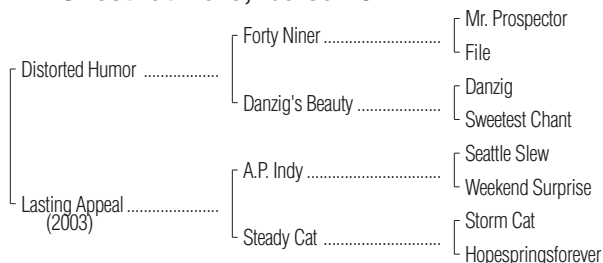 Mr. Prospector
Forty Niner ............................
File
Distorted Humor ..................
Danzig
Danzig's Beauty ....................
Sweetest Chant
Seattle Slew
A.P. Indy ................................
Weekend Surprise
Lasting Appeal ......................
(2003)
Storm Cat
Steady Cat ............................
Hopespringsforever